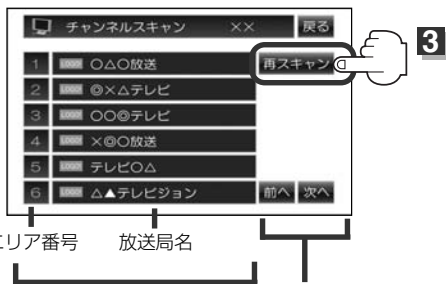 チャンネルスキャン ×× 戻る
1 LOGO ○△○放送 再スキャン
3
2 LOGO ◎×△テレビ
3 LOGO ○○◎テレビ
4 LOGO ×◎○放送
5 LOGO テレビ○△
6 LOGO △▲テレビジョン 前へ 次へ
エリア番号 放送局名